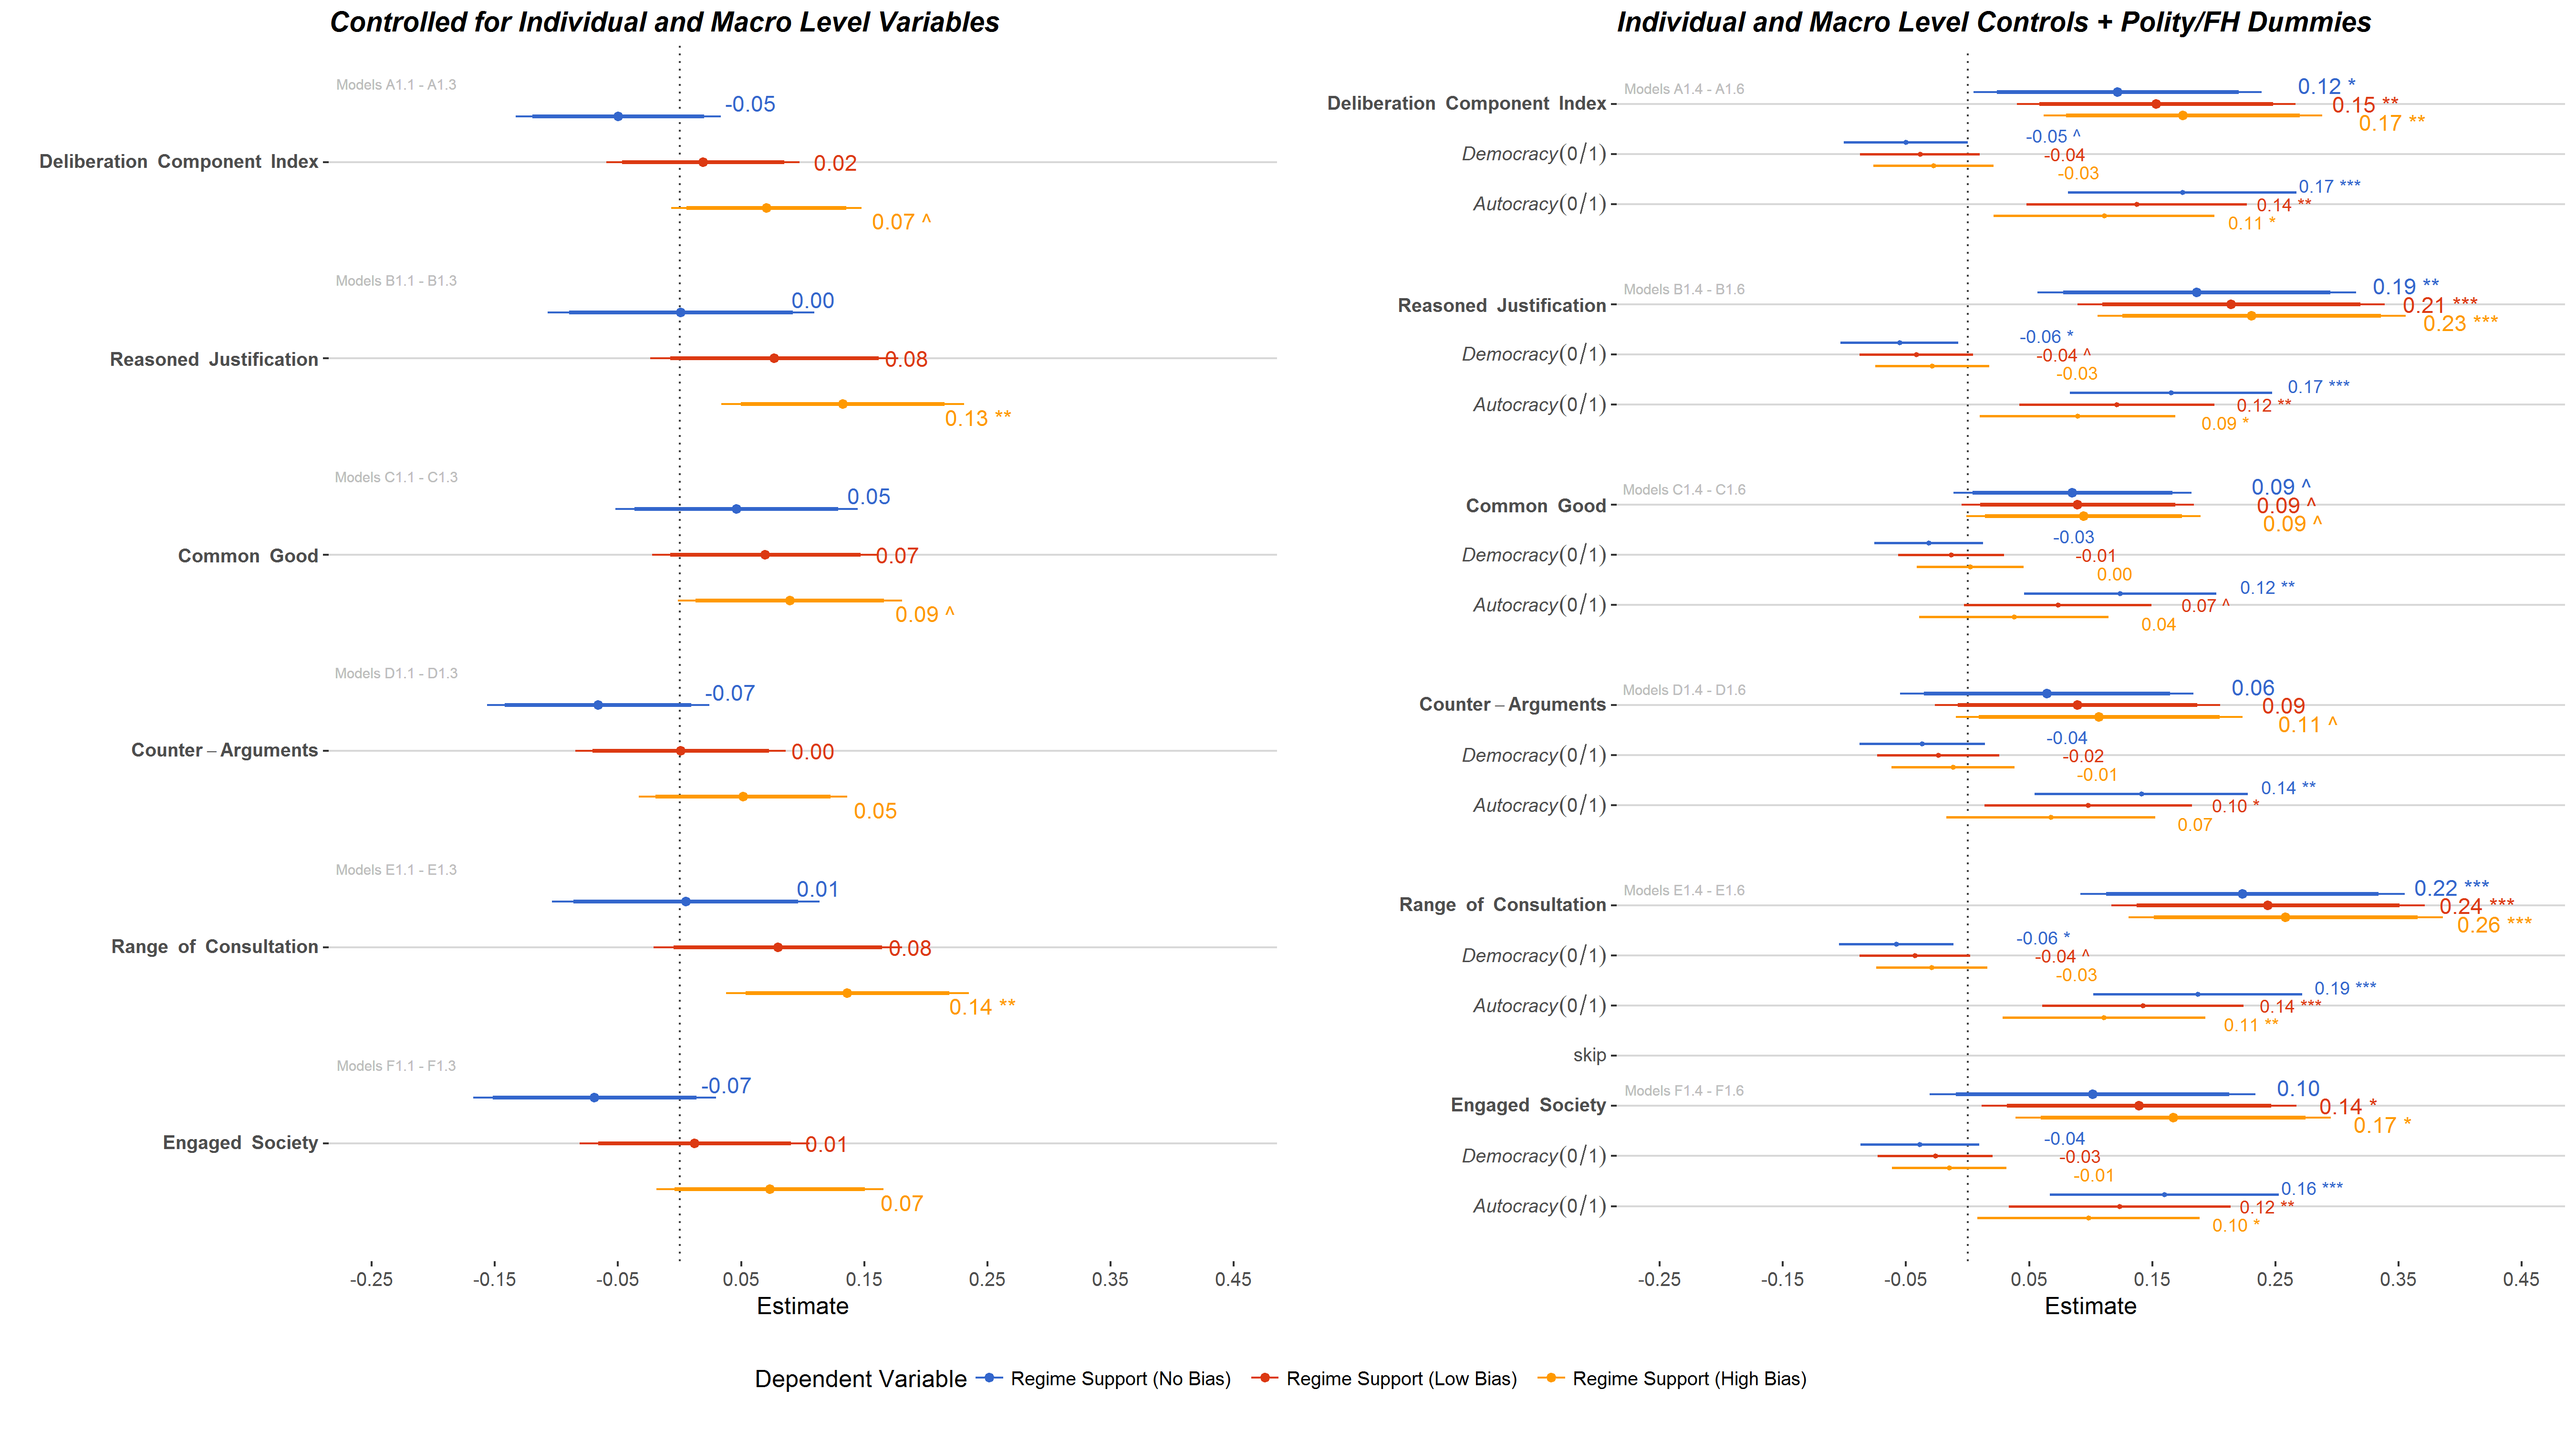 Controlled for Individual and Macro Level Variables
Models A1.1 - A1.3
-0.05
Deliberation Component Index
0.02
0.07 ^
Models B1.1 - B1.3
0.00
Reasoned Justification
0.08
0.13 **
Models C1.1 - C1.3
0.05
Common Good
0.07
0.09 ^
Models D1.1 - D1.3
-0.07
Counter–Arguments
0.00
0.05
Models E1.1 - E1.3
0.01
Range of Consultation
0.08
0.14 **
Models F1.1 - F1.3
-0.07
Engaged Society
0.01
0.07
-0.25 -0.15 -0.05 0.05 0.15 0.25 0.35 0.45
Estimate
Individual and Macro Level Controls + Polity/FH Dummies
Models A1.4 - A1.6
0.12 *
Deliberation Component Index
0.15 **
0.17 **
-0.05 ^
Democracy(0/1)
-0.04
-0.03
0.17 ***
Autocracy(0/1)
0.14 **
0.11 *
Models B1.4 - B1.6
0.19 **
Reasoned Justification
0.21 ***
0.23 ***
-0.06 *
Democracy(0/1)
-0.04 ^
-0.03
0.17 ***
Autocracy(0/1)
0.12 **
0.09 *
Models C1.4 - C1.6
0.09 ^
Common Good
0.09 ^
0.09 ^
-0.03
Democracy(0/1)
-0.01
0.00
0.12 **
Autocracy(0/1)
0.07 ^
0.04
Models D1.4 - D1.6
0.06
Counter–Arguments
0.09
0.11 ^
-0.04
Democracy(0/1)
-0.02
-0.01
0.14 **
Autocracy(0/1)
0.10 *
0.07
Models E1.4 - E1.6
0.22 ***
Range of Consultation
0.24 ***
0.26 ***
-0.06 *
Democracy(0/1)
-0.04 ^
-0.03
0.19 ***
Autocracy(0/1)
0.14 ***
0.11 **
skip
Models F1.4 - F1.6
0.10
Engaged Society
0.14 *
0.17 *
-0.04
Democracy(0/1)
-0.03
-0.01
0.16 ***
Autocracy(0/1)
0.12 **
0.10 *
-0.25 -0.15 -0.05 0.05 0.15 0.25 0.35 0.45
Estimate
Dependent Variable Regime Support (No Bias) Regime Support (Low Bias) Regime Support (High Bias)